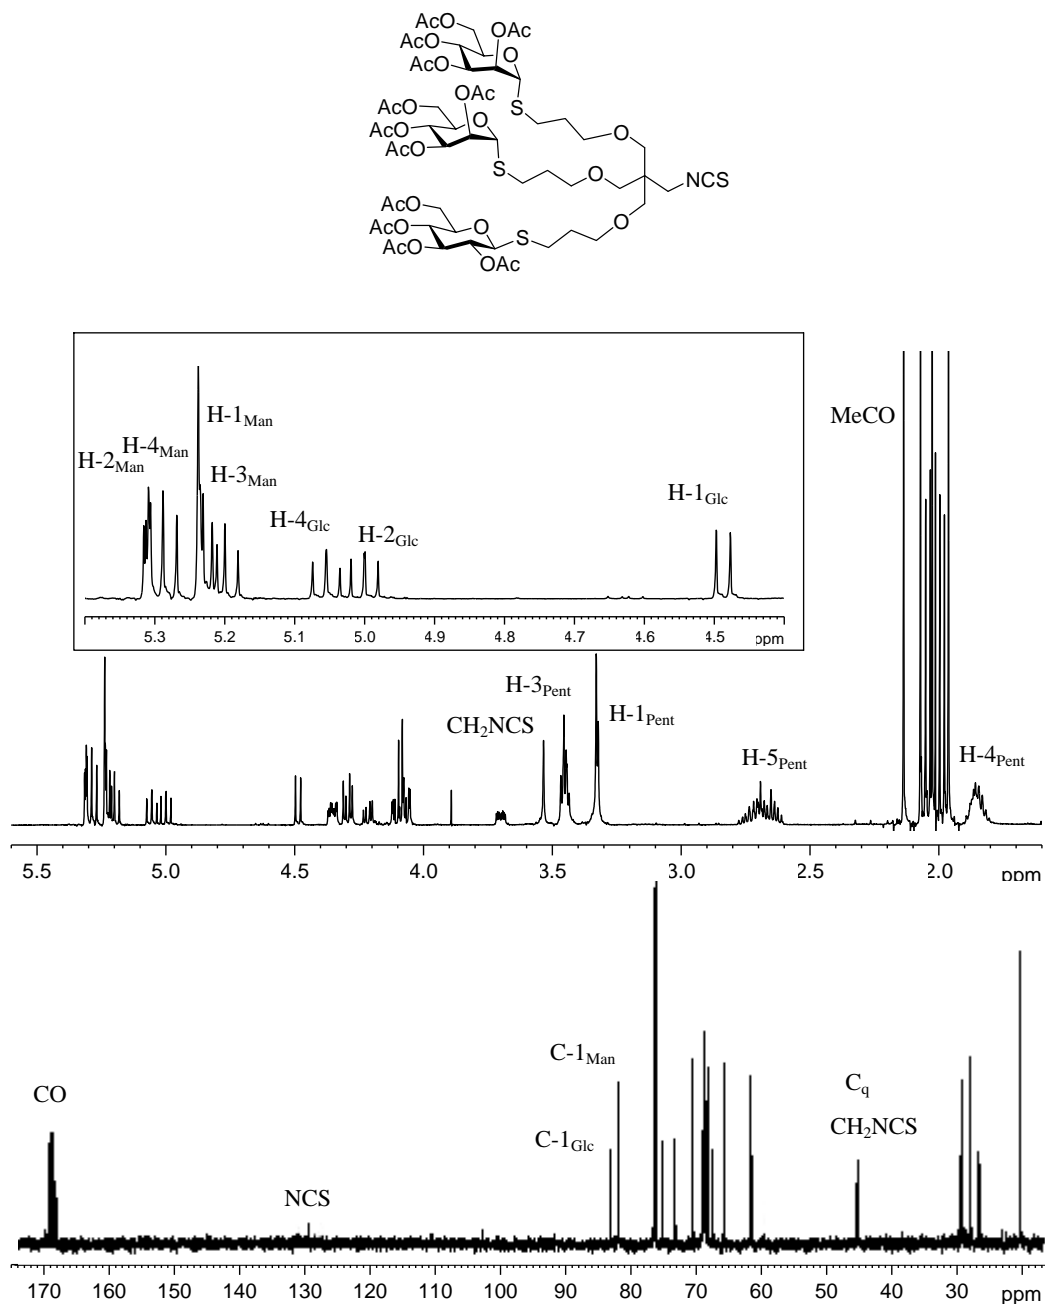 AcO
OAc
AcO
O
AcO
S
OAc
AcO
O
O
AcO
AcO
S
O
NCS
AcO
O
AcO
O
S
AcO
OAc
MeCO
H-1Man
H-4Man
H-2Man
H-3Man
H-1Glc
H-4Glc
H-2Glc
5.3 5.2 5.1 5.0 4.9 4.8 4.7 4.6 4.5 ppm
H-3Pent
CH2NCS
H-1Pent
H-5Pent
H-4Pent
5.5 5.0 4.5 4.0 3.5 3.0 2.5 2.0 ppm
C-1Man
CO
Cq
CH2NCS
C-1Glc
NCS
170 160 150 140 130 120 110 100 90 80 70 60 50 40 30 ppm